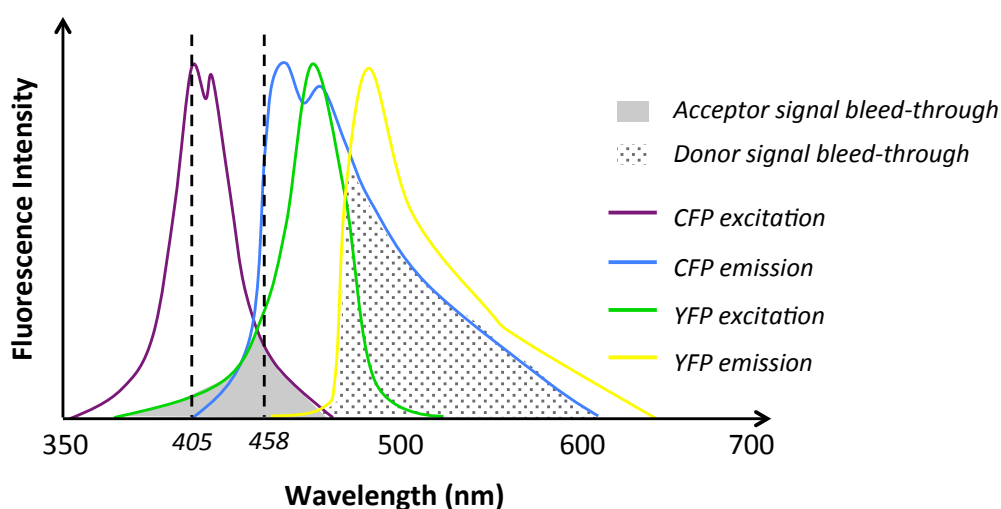 Fluorescence Intensity
Acceptor signal bleed-through
Donor signal bleed-through
CFP excitation
CFP emission
YFP excitation
YFP emission
350 405 458 500 600 700
Wavelength (nm)